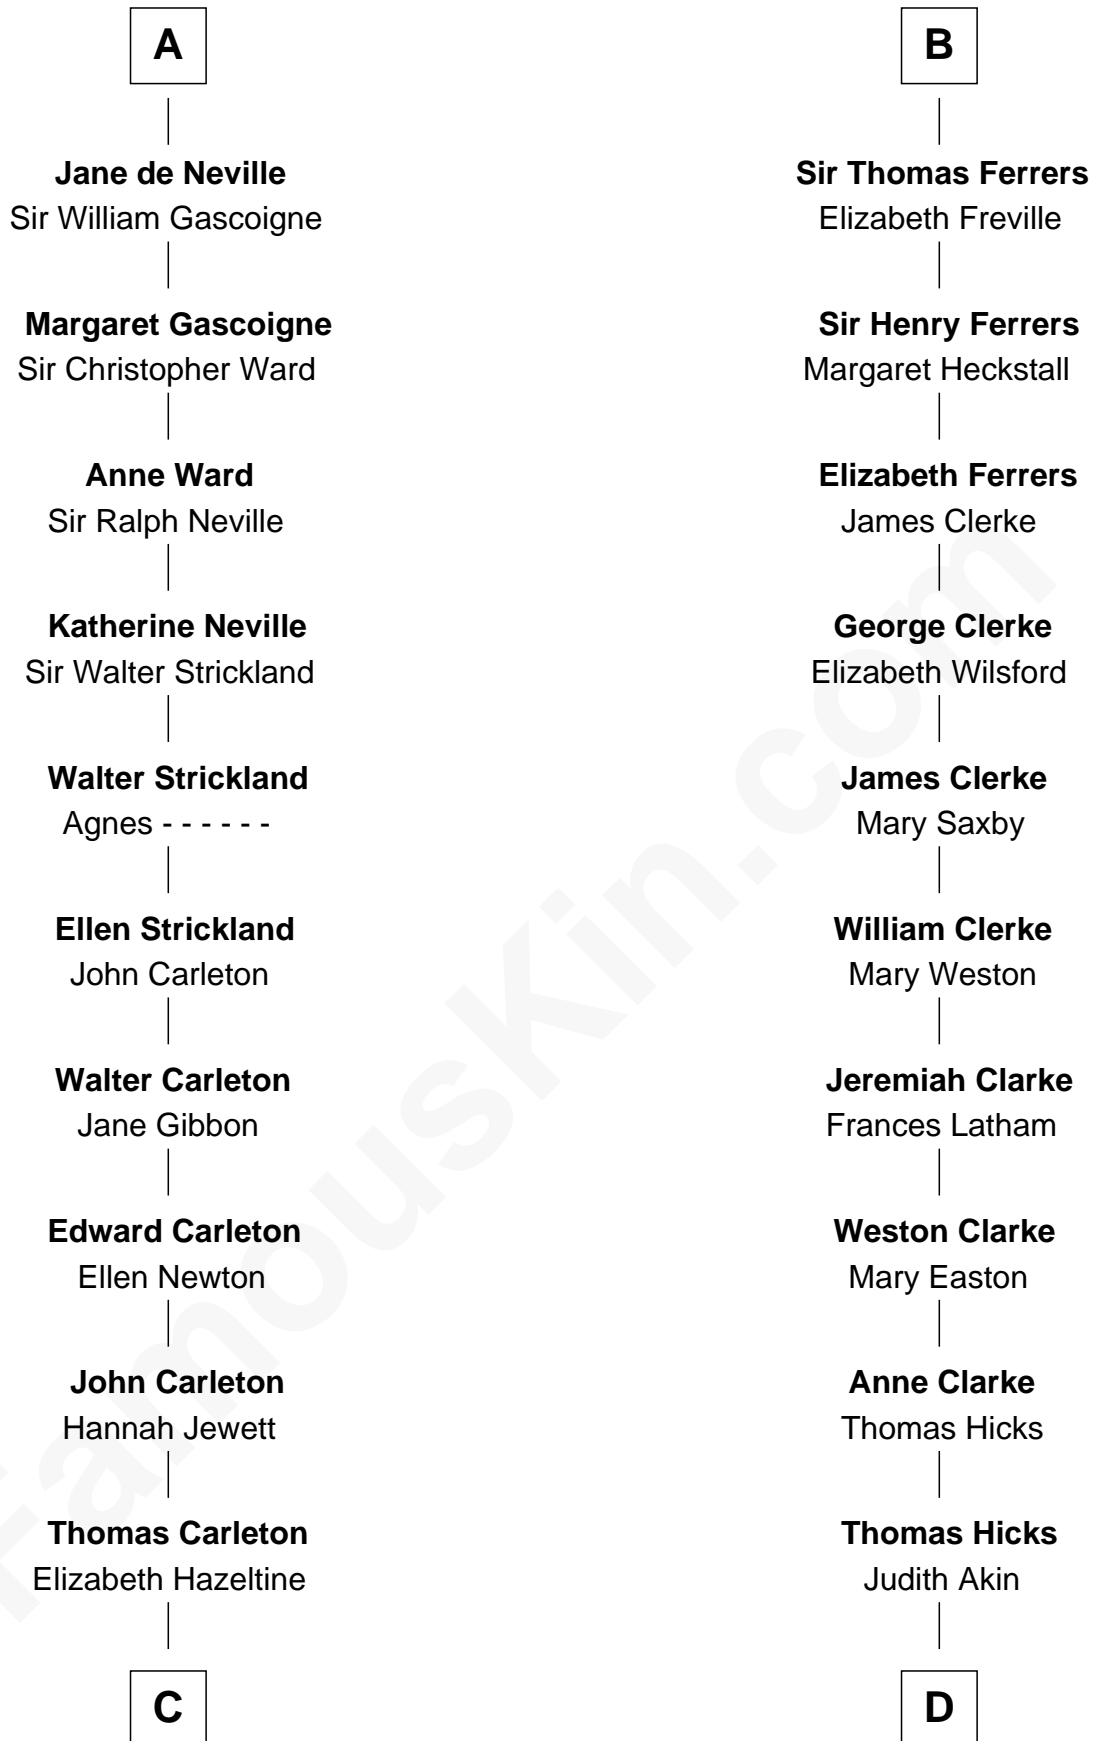 A
Jane de Neville
Sir William Gascoigne
Margaret Gascoigne
Sir Christopher Ward
Anne Ward
Sir Ralph Neville
Katherine Neville
Sir Walter Strickland
Walter Strickland
Agnes - - - - - -
Ellen Strickland
John Carleton
Walter Carleton
Jane Gibbon
Edward Carleton
Ellen Newton
John Carleton
Hannah Jewett
Thomas Carleton
Elizabeth Hazeltine
C
B
Sir Thomas Ferrers
Elizabeth Freville
Sir Henry Ferrers
Margaret Heckstall
Elizabeth Ferrers
James Clerke
George Clerke
Elizabeth Wilsford
James Clerke
Mary Saxby
William Clerke
Mary Weston
Jeremiah Clarke
Frances Latham
Weston Clarke
Mary Easton
Anne Clarke
Thomas Hicks
Thomas Hicks
Judith Akin
D
FamousKin.com